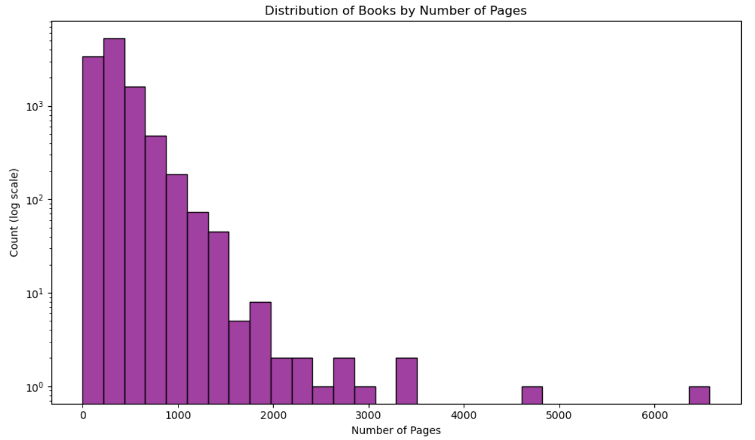 Distribution of Books by Number of Pages
Count (log scale)
10³
10²
10¹
10⁰
0 1000 2000 3000 4000 5000 6000
Number of Pages